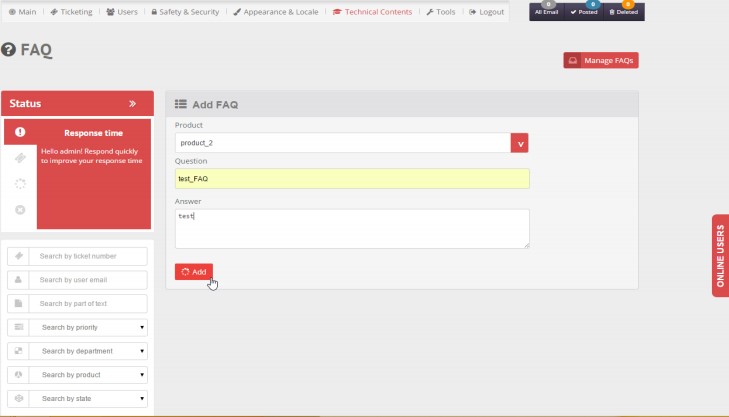 Main Ticketing Users Safety & Security Appearance & Locale Technical Contents Tools Logout
0 0 0
All Email Posted Deleted
FAQ
Manage FAQs
Status »
Response time
Hello admin! Respond quickly
to improve your response time
Search by ticket number
Search by user email
Search by part of text
Search by priority
Search by department
Search by product
Search by state
Add FAQ
Product
product_2
v
Question
test_FAQ
Answer
test
Add
ONLINE USERS